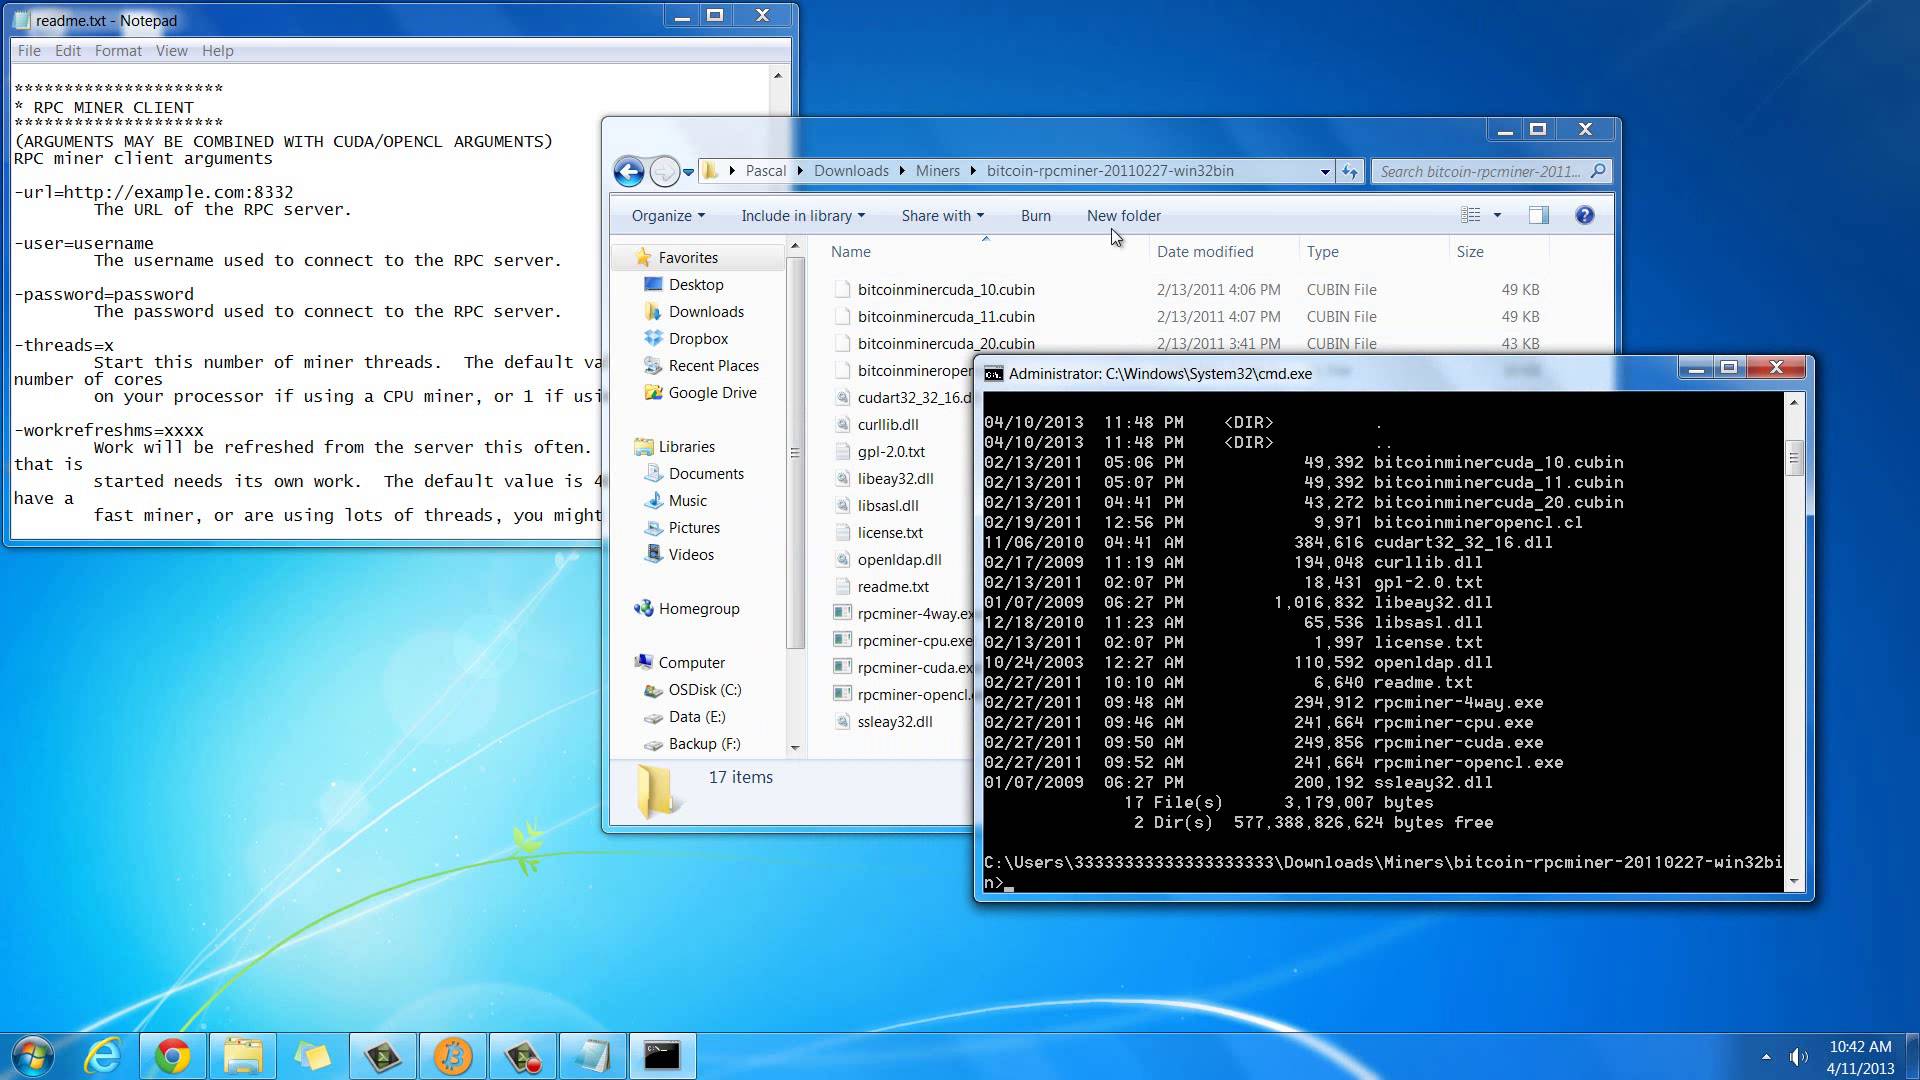 readme.txt - Notepad
File Edit Format View Help
*********************
* RPC MINER CLIENT
*********************
(ARGUMENTS MAY BE COMBINED WITH CUDA/OPENCL ARGUMENTS)
RPC miner client arguments
-url=http://example.com:8332
The URL of the RPC server.
-user=username
The username used to connect to the RPC server.
-password=password
The password used to connect to the RPC server.
-threads=x
Start this number of miner threads. The default va
number of cores
on your processor if using a CPU miner, or 1 if usi
-workrefreshms=xxxx
Work will be refreshed from the server this often.
that is
started needs its own work. The default value is 4
have a
fast miner, or are using lots of threads, you might
Pascal Downloads Miners bitcoin-rpcminer-20110227-win32bin
Search bitcoin-rpcminer-2011...
Organize Include in library Share with Burn New folder
Favorites
Desktop
Downloads
Dropbox
Recent Places
Google Drive
Libraries
Documents
Music
Pictures
Videos
Homegroup
Computer
OSDisk (C:)
Data (E:)
Backup (F:)
Name Date modified Type Size
bitcoinminercuda_10.cubin 2/13/2011 4:06 PM CUBIN File 49 KB
bitcoinminercuda_11.cubin 2/13/2011 4:07 PM CUBIN File 49 KB
bitcoinminercuda_20.cubin 2/13/2011 3:41 PM CUBIN File 43 KB
bitcoinmineropen
cudart32_32_16.d
curllib.dll
gpl-2.0.txt
libeay32.dll
libsasl.dll
license.txt
openldap.dll
readme.txt
rpcminer-4way.ex
rpcminer-cpu.exe
rpcminer-cuda.ex
rpcminer-opencl.
ssleay32.dll
17 items
Administrator: C:\Windows\System32\cmd.exe
04/10/2013 11:48 PM <DIR> .
04/10/2013 11:48 PM <DIR> ..
02/13/2011 05:06 PM 49,392 bitcoinminercuda_10.cubin
02/13/2011 05:07 PM 49,392 bitcoinminercuda_11.cubin
02/13/2011 04:41 PM 43,272 bitcoinminercuda_20.cubin
02/19/2011 12:56 PM 9,971 bitcoinmineropencl.cl
11/06/2010 04:41 AM 384,616 cudart32_32_16.dll
02/17/2009 11:19 AM 194,048 curllib.dll
02/13/2011 02:07 PM 18,431 gpl-2.0.txt
01/07/2009 06:27 PM 1,016,832 libeay32.dll
12/18/2010 11:23 AM 65,536 libsasl.dll
02/13/2011 02:07 PM 1,997 license.txt
10/24/2003 12:27 AM 110,592 openldap.dll
02/27/2011 10:10 AM 6,640 readme.txt
02/27/2011 09:48 AM 294,912 rpcminer-4way.exe
02/27/2011 09:46 AM 241,664 rpcminer-cpu.exe
02/27/2011 09:50 AM 249,856 rpcminer-cuda.exe
02/27/2011 09:52 AM 241,664 rpcminer-opencl.exe
01/07/2009 06:27 PM 200,192 ssleay32.dll
17 File(s) 3,179,007 bytes
2 Dir(s) 577,388,826,624 bytes free
C:\Users\33333333333333333333\Downloads\Miners\bitcoin-rpcminer-20110227-win32bi
n>_
10:42 AM
4/11/2013